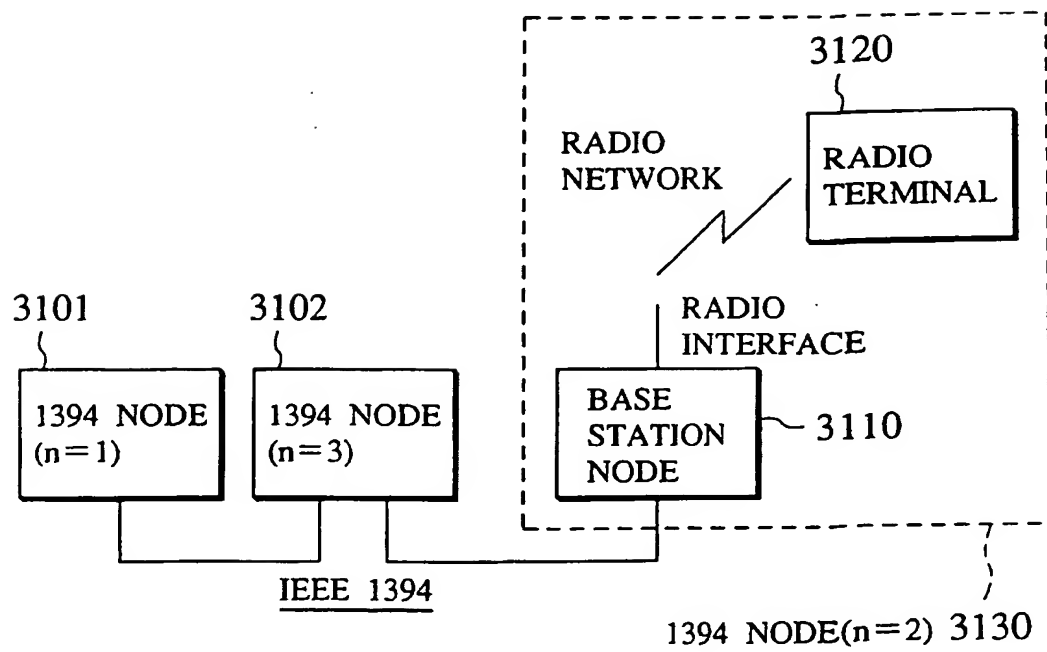 3120
RADIO
NETWORK
RADIO
TERMINAL
3101
3102
RADIO
INTERFACE
1394 NODE
(n=1)
1394 NODE
(n=3)
BASE
STATION
NODE
3110
IEEE 1394
1394 NODE(n=2) 3130